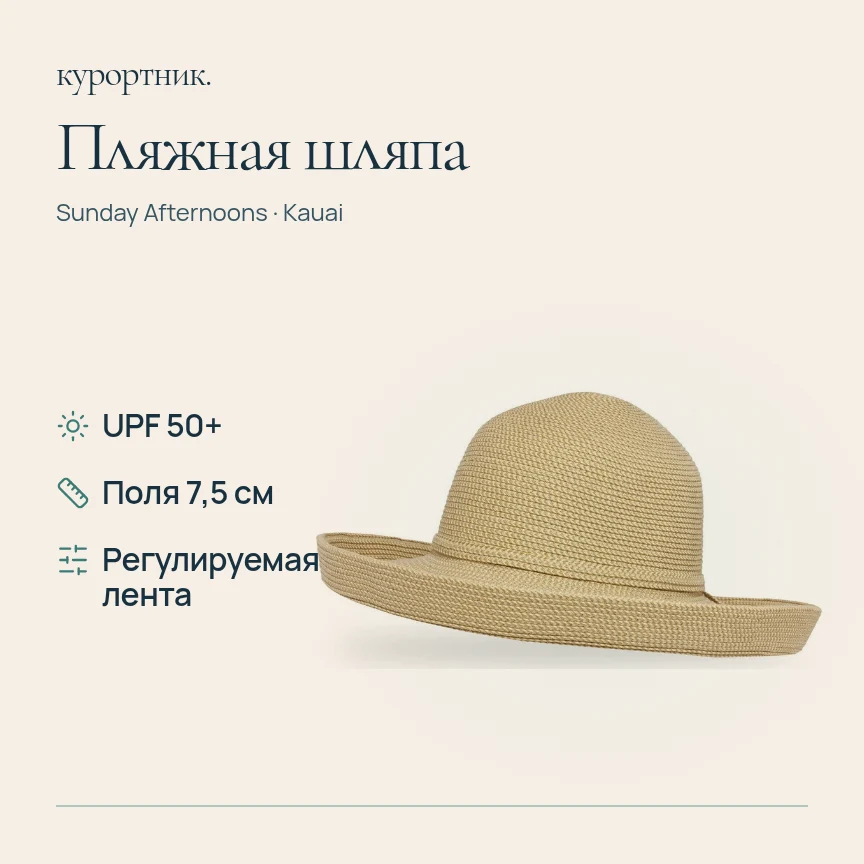 курортник.
Пляжная шляпа
Sunday Afternoons · Kauai
UPF 50+
Поля 7,5 см
Регулируемая
лента